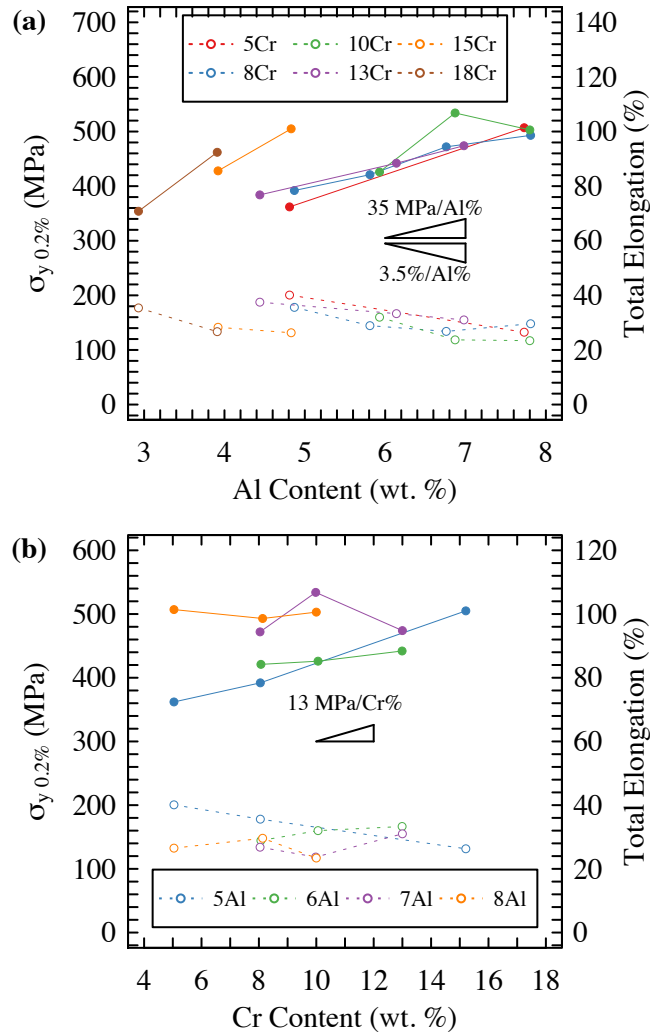 (a)
700
600
500
400
300
200
100
0
σy 0.2% (MPa)
5Cr 10Cr 15Cr
8Cr 13Cr 18Cr
35 MPa/Al%
3.5%/Al%
140
120
100
80
60
40
20
0
Total Elongation (%)
3 4 5 6 7 8
Al Content (wt. %)
(b)
600
500
400
300
200
100
0
σy 0.2% (MPa)
13 MPa/Cr%
5Al 6Al 7Al 8Al
120
100
80
60
40
20
0
Total Elongation (%)
4 6 8 10 12 14 16 18
Cr Content (wt. %)